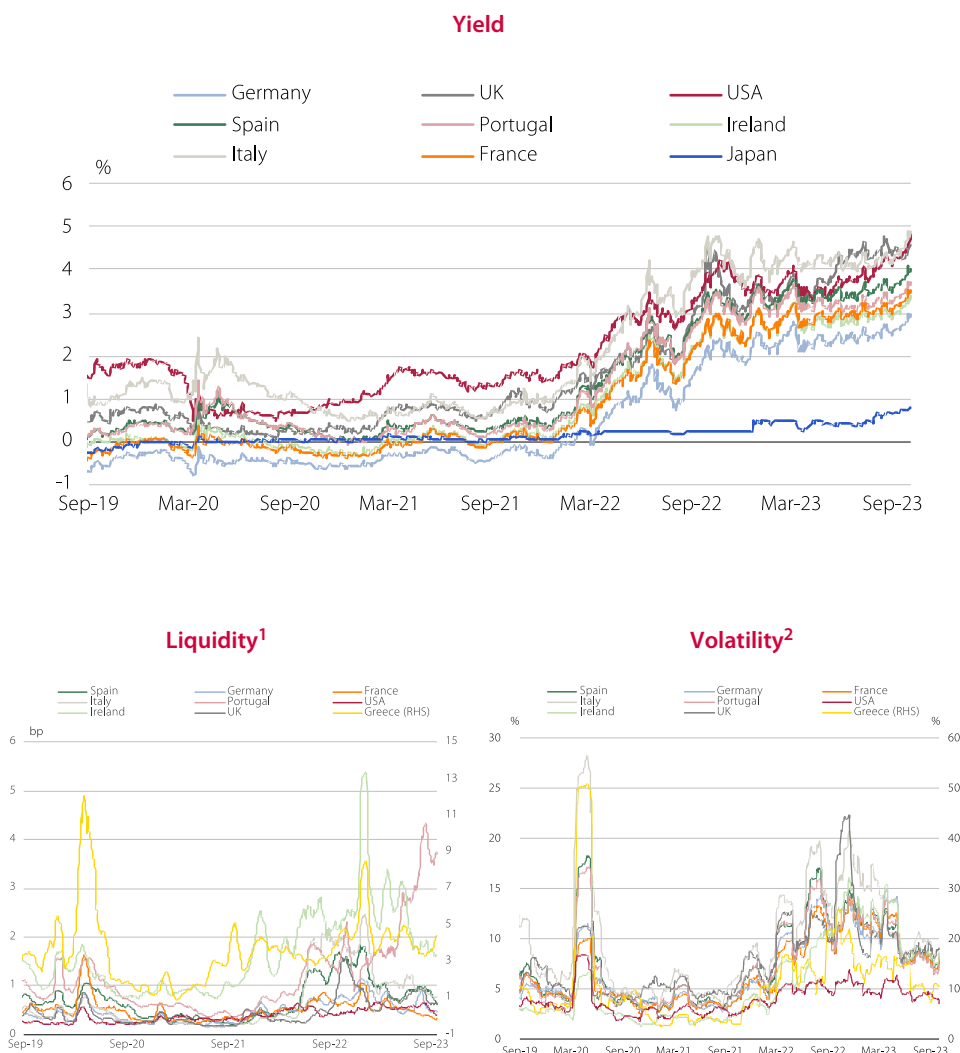 Yield
Germany UK USA
Spain Portugal Ireland
Italy France Japan
%
6
5
4
3
2
1
0
-1
Sep-19 Mar-20 Sep-20 Mar-21 Sep-21 Mar-22 Sep-22 Mar-23 Sep-23
Liquidity¹
Spain Germany France
Italy Portugal USA
Ireland UK Greece (RHS)
bp
6 15
5 13
4 11
3 9
2 7
1 5
0 3
1
-1
Sep-19 Sep-20 Sep-21 Sep-22 Sep-23
Volatility²
Spain Germany France
Italy Portugal USA
Ireland UK Greece (RHS)
% %
30 60
25 50
20 40
15 30
10 20
5 10
0 0
Sep-19 Mar-20 Sep-20 Mar-21 Sep-21 Mar-22 Sep-22 Mar-23 Sep-23